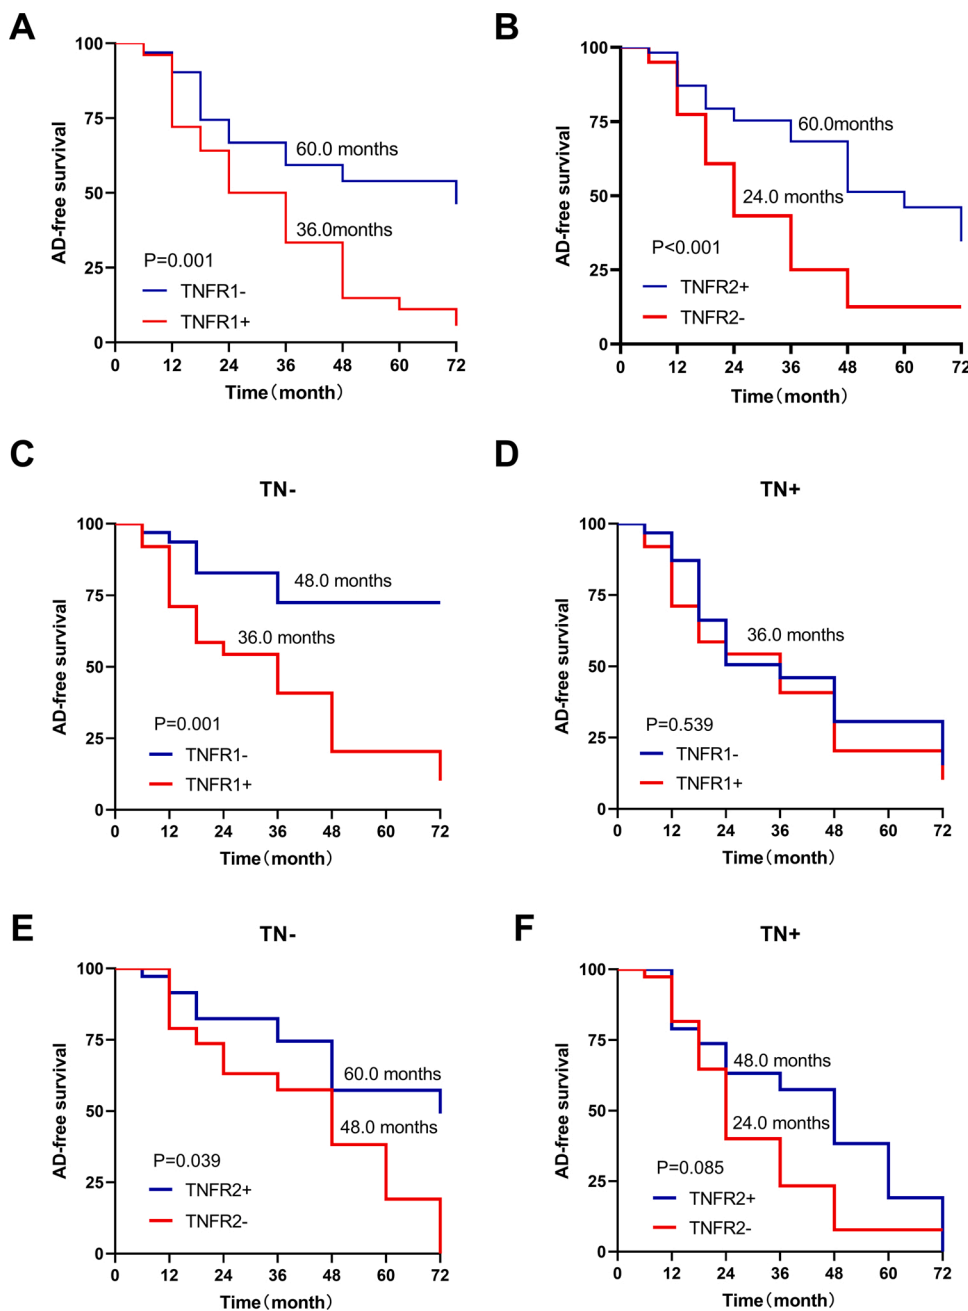 A
100
75
50
25
0
AD-free survival
60.0 months
36.0months
P=0.001
TNFR1-
TNFR1+
0 12 24 36 48 60 72
Time(month)
B
100
75
50
25
0
AD-free survival
60.0months
24.0 months
P<0.001
TNFR2+
TNFR2-
0 12 24 36 48 60 72
Time(month)
C
TN-
100
75
50
25
0
AD-free survival
48.0 months
36.0 months
P=0.001
TNFR1-
TNFR1+
0 12 24 36 48 60 72
Time(month)
D
TN+
100
75
50
25
0
AD-free survival
36.0 months
P=0.539
TNFR1-
TNFR1+
0 12 24 36 48 60 72
Time(month)
E
TN-
100
75
50
25
0
AD-free survival
60.0 months
48.0 months
P=0.039
TNFR2+
TNFR2-
0 12 24 36 48 60 72
Time(month)
F
TN+
100
75
50
25
0
AD-free survival
48.0 months
24.0 months
P=0.085
TNFR2+
TNFR2-
0 12 24 36 48 60 72
Time(month)